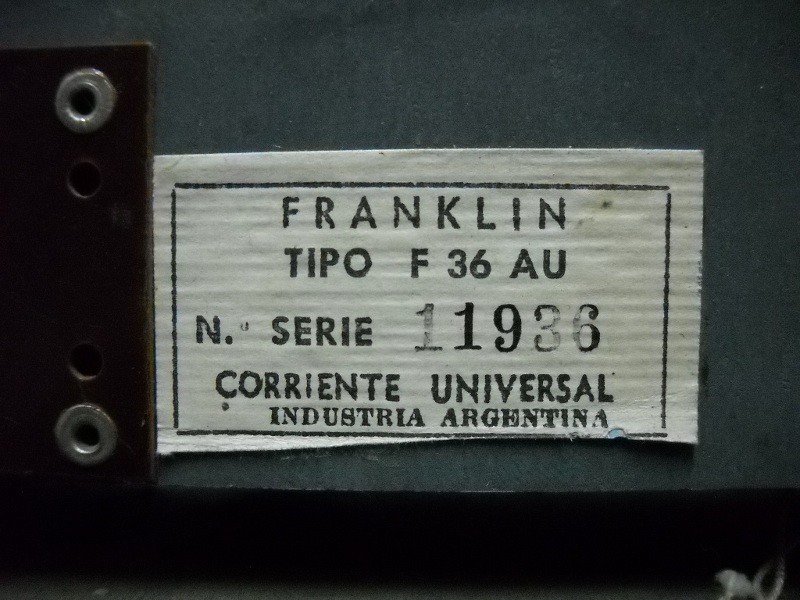 FRANKLIN
TIPO F 36 AU
N.º SERIE 11936
CORRIENTE UNIVERSAL
INDUSTRIA ARGENTINA